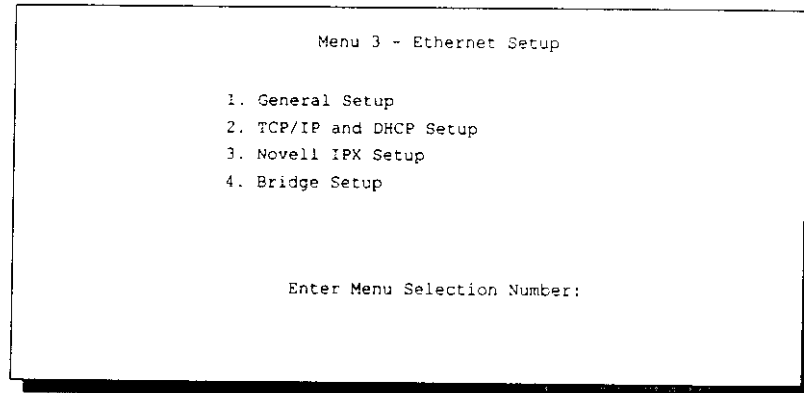 Menu 3 - Ethernet Setup
1. General Setup
2. TCP/IP and DHCP Setup
3. Novell IPX Setup
4. Bridge Setup
Enter Menu Selection Number: